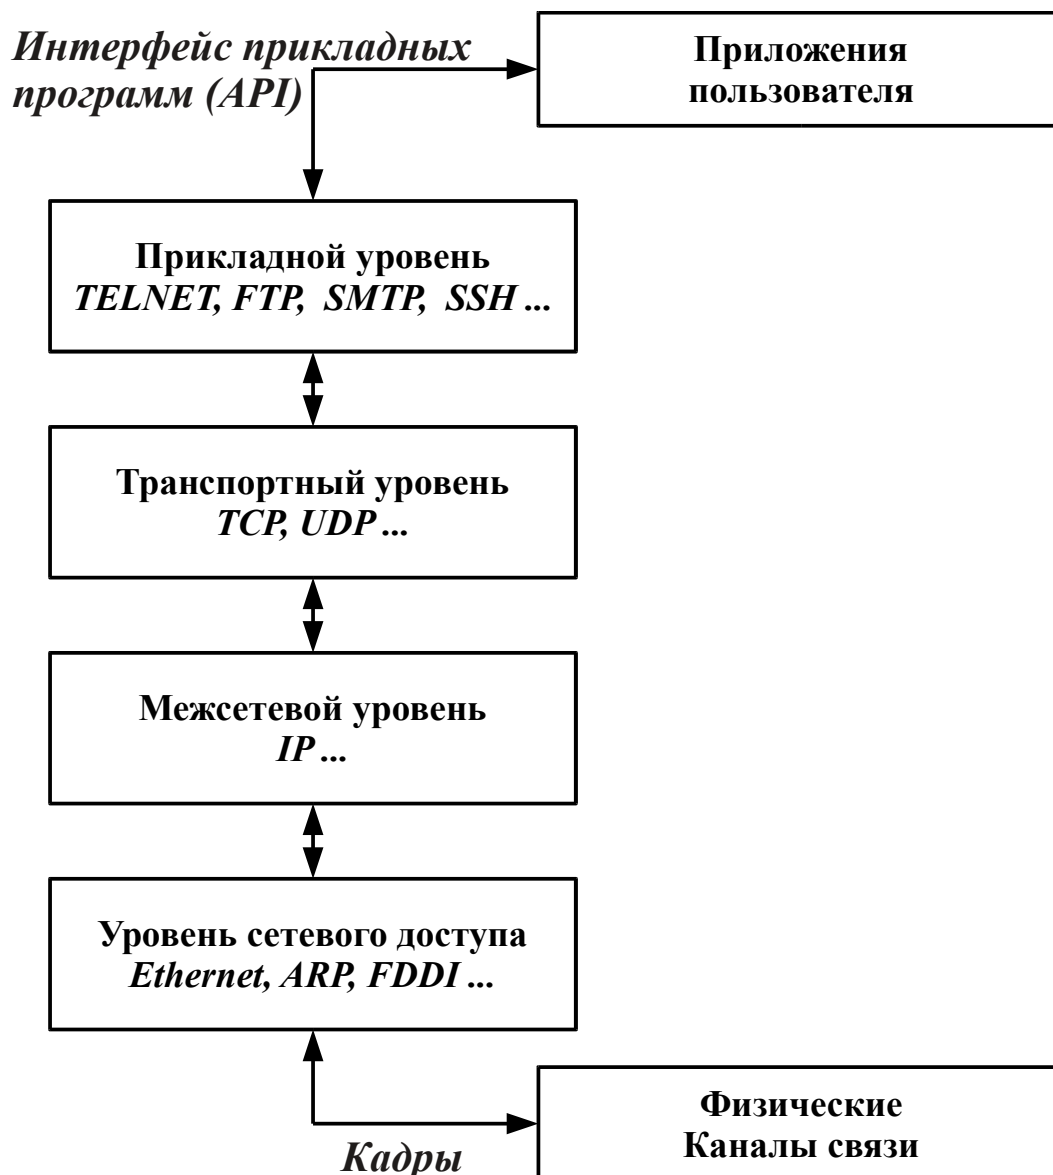 Интерфейс прикладных
программ (API)
Приложения
пользователя
Прикладной уровень
TELNET, FTP, SMTP, SSH ...
Транспортный уровень
TCP, UDP ...
Межсетевой уровень
IP ...
Уровень сетевого доступа
Ethernet, ARP, FDDI ...
Физические
Каналы связи
Кадры